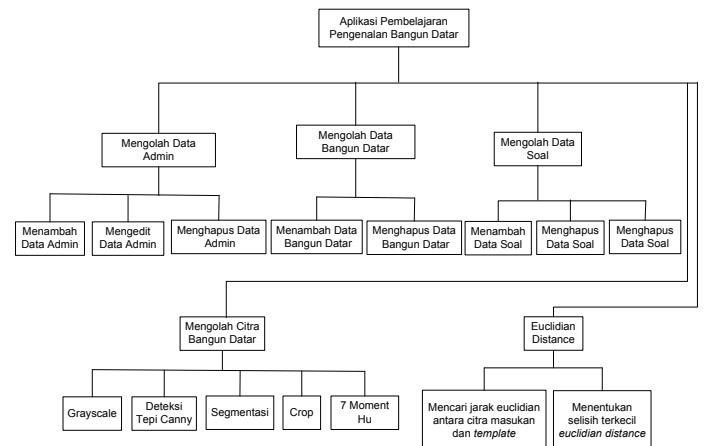 Aplikasi Pembelajaran
Pengenalan Bangun Datar
Mengolah Data
Admin
Mengolah Data
Bangun Datar
Mengolah Data
Soal
Menambah
Data Admin
Mengedit
Data Admin
Menghapus Data
Admin
Menambah Data
Bangun Datar
Menghapus Data
Bangun Datar
Menambah
Data Soal
Menghapus
Data Soal
Menghapus
Data Soal
Mengolah Citra
Bangun Datar
Euclidian
Distance
Grayscale
Deteksi
Tepi Canny
Segmentasi
Crop
7 Moment
Hu
Mencari jarak euclidian
antara citra masukan
dan template
Menentukan
selisih terkecil
euclidian distance